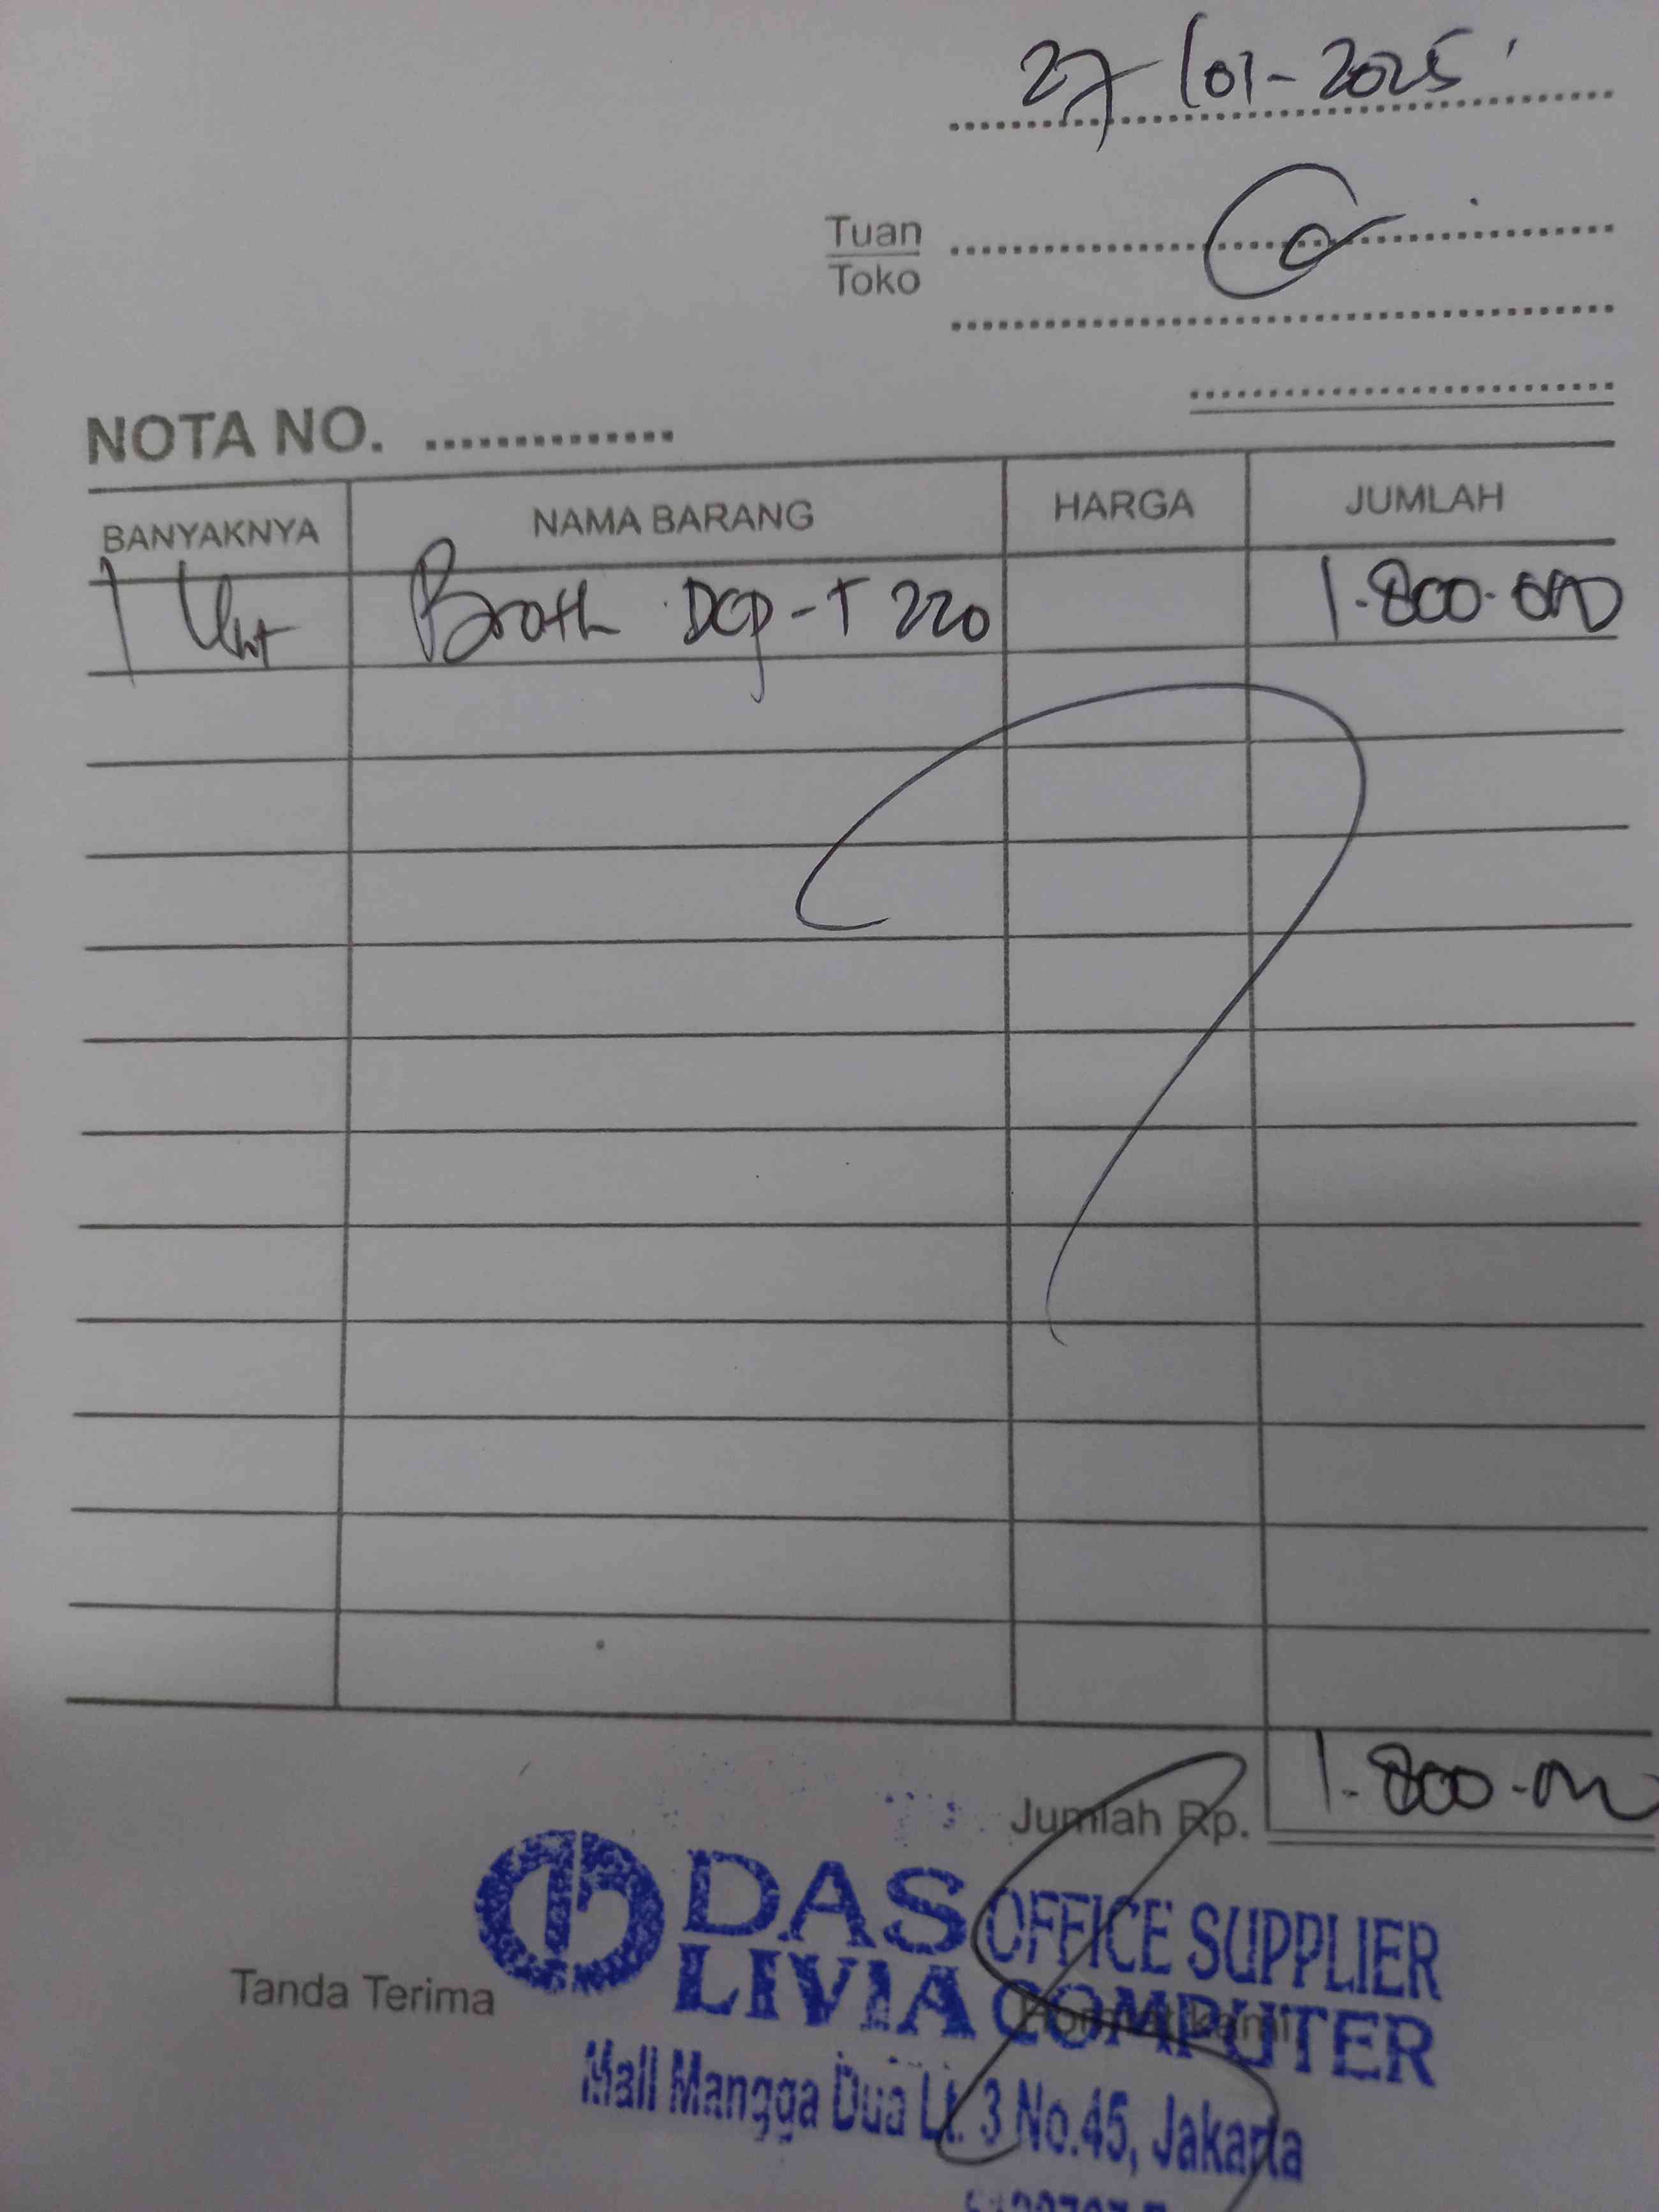 27/01-2025
Tuan
Toko
NOTA NO. ..............
BANYAKNYA NAMA BARANG HARGA JUMLAH
1 Unit Broth DCP-T 220 1.800.000
Jumlah Rp. 1.800.000
DAS OFFICE SUPPLIER
LIVIA COMPUTER
Tanda Terima Hormat kami
Mall Mangga Dua Lt. 3 No.45, Jakarta